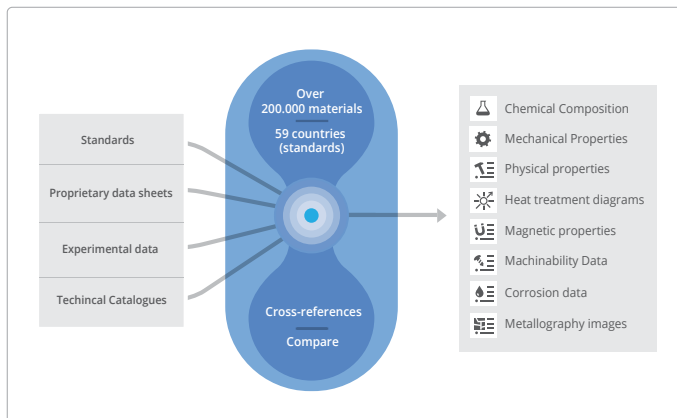 Standards
Proprietary data sheets
Experimental data
Techincal Catalogues
Over
200.000 materials
59 countries
(standards)
Cross-references
Compare
Chemical Composition
Mechanical Properties
Physical properties
Heat treatment diagrams
Magnetic properties
Machinability Data
Corrosion data
Metallography images